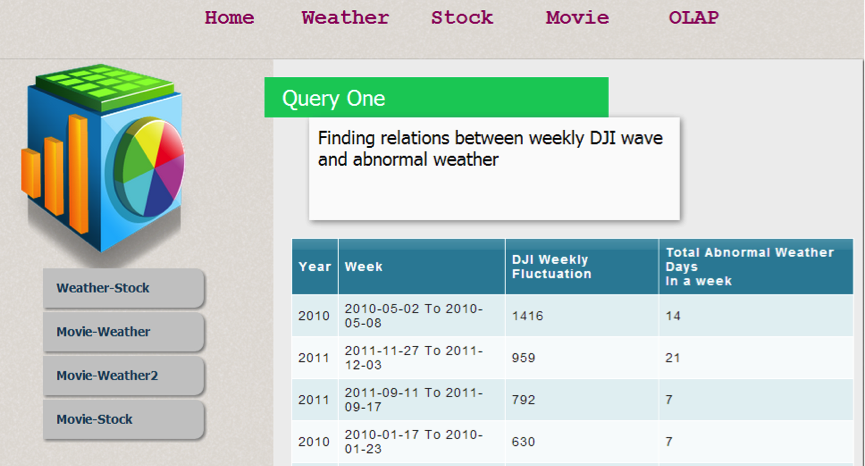 Home Weather Stock Movie OLAP
Query One
Finding relations between weekly DJI wave
and abnormal weather
Weather-Stock
Movie-Weather
Movie-Weather2
Movie-Stock
Year Week DJI Weekly Fluctuation Total Abnormal Weather Days In a week
2010 2010-05-02 To 2010-05-08 1416 14
2011 2011-11-27 To 2011-12-03 959 21
2011 2011-09-11 To 2011-09-17 792 7
2010 2010-01-17 To 2010-01-23 630 7